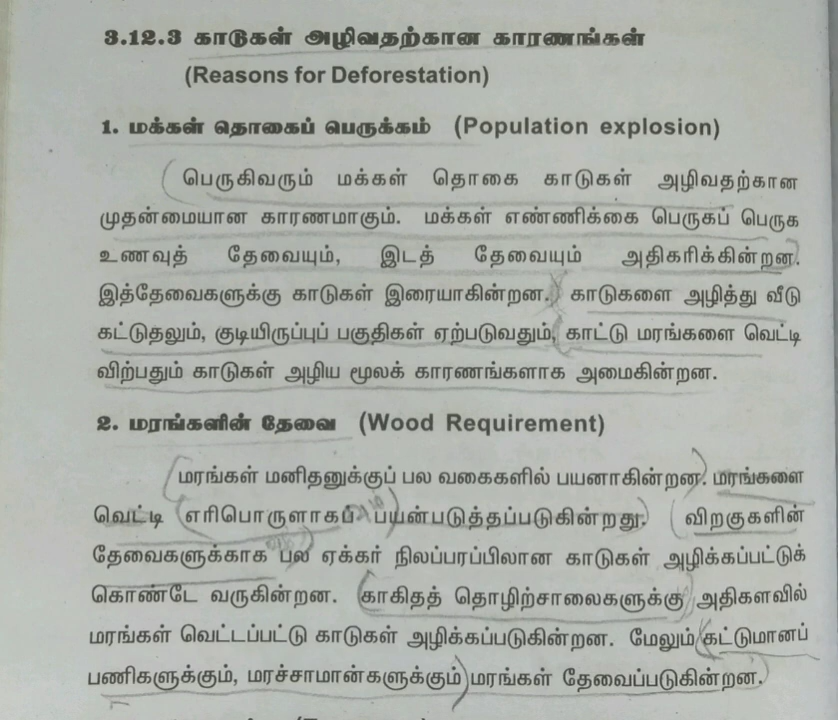 3.12.3 காடுகள் அழிவதற்கான காரணங்கள்
(Reasons for Deforestation)
1. மக்கள் தொகைப் பெருக்கம் (Population explosion)
பெருகிவரும் மக்கள் தொகை காடுகள் அழிவதற்கான
முதன்மையான காரணமாகும். மக்கள் எண்ணிக்கை பெருகப் பெருக
உணவுத் தேவையும், இடத் தேவையும் அதிகரிக்கின்றன.
இத்தேவைகளுக்கு காடுகள் இரையாகின்றன. காடுகளை அழித்து வீடு
கட்டுதலும், குடியிருப்புப் பகுதிகள் ஏற்படுவதும், காட்டு மரங்களை வெட்டி
விற்பதும் காடுகள் அழிய மூலக் காரணங்களாக அமைகின்றன.
2. மரங்களின் தேவை (Wood Requirement)
மரங்கள் மனிதனுக்குப் பல வகைகளில் பயனாகின்றன. மரங்களை
வெட்டி எரிபொருளாகப் பயன்படுத்தப்படுகின்றது. விறகுகளின்
தேவைகளுக்காக பல ஏக்கர் நிலப்பரப்பிலான காடுகள் அழிக்கப்பட்டுக்
கொண்டே வருகின்றன. காகிதத் தொழிற்சாலைகளுக்கு அதிகளவில்
மரங்கள் வெட்டப்பட்டு காடுகள் அழிக்கப்படுகின்றன. மேலும் கட்டுமானப்
பணிகளுக்கும், மரச்சாமான்களுக்கும் மரங்கள் தேவைப்படுகின்றன.